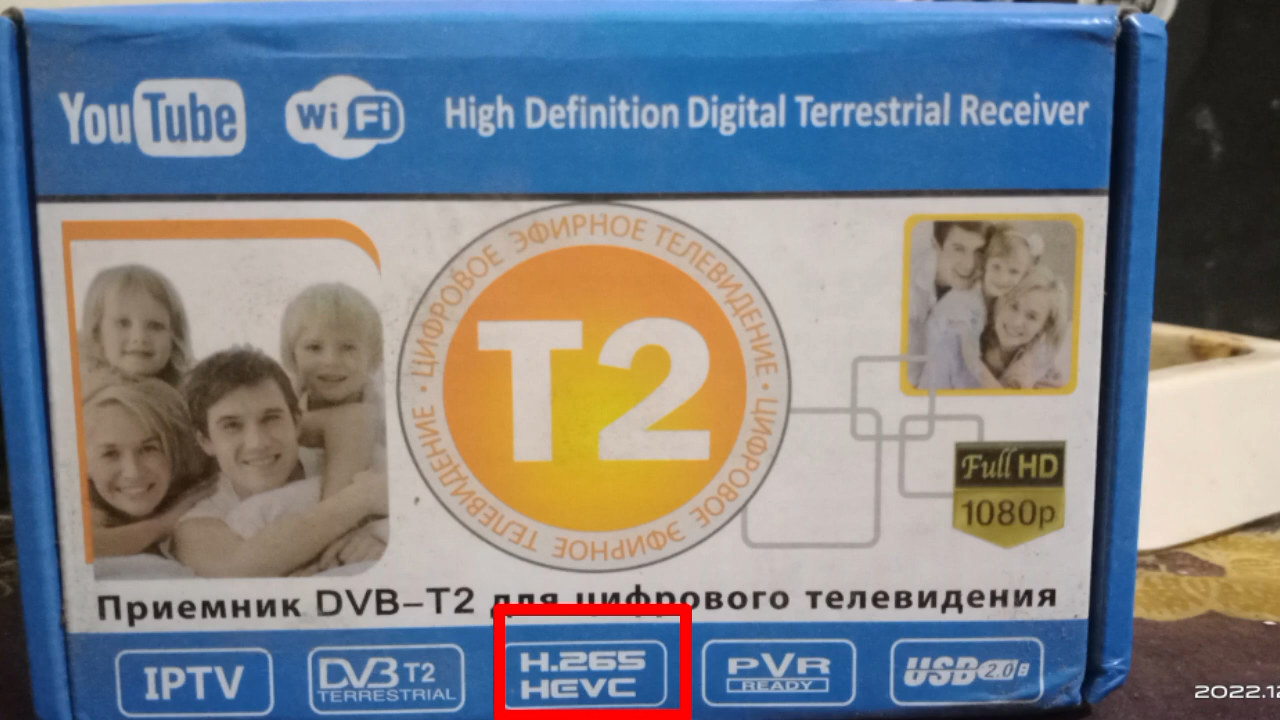 YouTube
WiFi
High Definition Digital Terrestrial Receiver
ЦИФРОВОЕ ЭФИРНОЕ ТЕЛЕВИДЕНИЕ · ЦИФРОВОЕ ЭФИРНОЕ ТЕЛЕВИДЕНИЕ ·
T2
Full HD
1080p
Приемник DVB-T2 для цифрового телевидения
IPTV
DVB T2
TERRESTRIAL
H.265
HEVC
PVR
READY
USB 2.0
2022.12